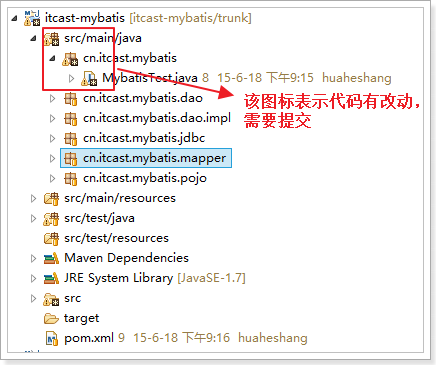 itcast-mybatis [itcast-mybatis/trunk]
src/main/java
cn.itcast.mybatis
MybatisTest.java 8 15-6-18 下午9:15 huaheshang
cn.itcast.mybatis.dao
cn.itcast.mybatis.dao.impl
cn.itcast.mybatis.jdbc
cn.itcast.mybatis.mapper
cn.itcast.mybatis.pojo
src/main/resources
src/test/java
src/test/resources
Maven Dependencies
JRE System Library [JavaSE-1.7]
src
target
pom.xml 9 15-6-18 下午9:16 huaheshang
该图标表示代码有改动，
需要提交